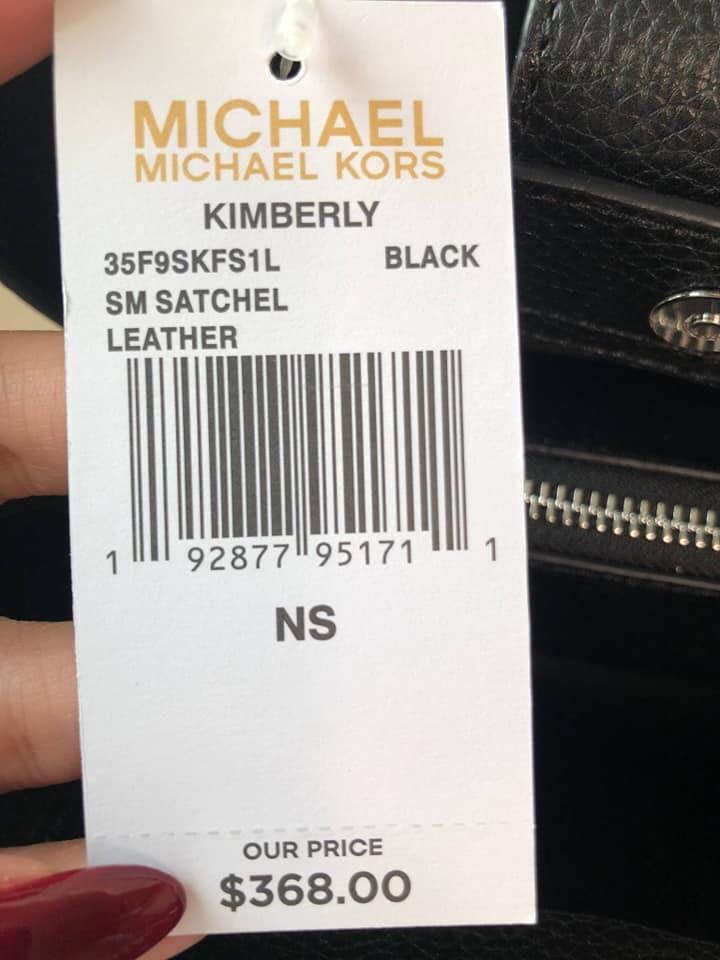 MICHAEL
MICHAEL KORS
KIMBERLY
35F9SKFS1L BLACK
SM SATCHEL
LEATHER
1 92877 95171 1
NS
OUR PRICE
$368.00